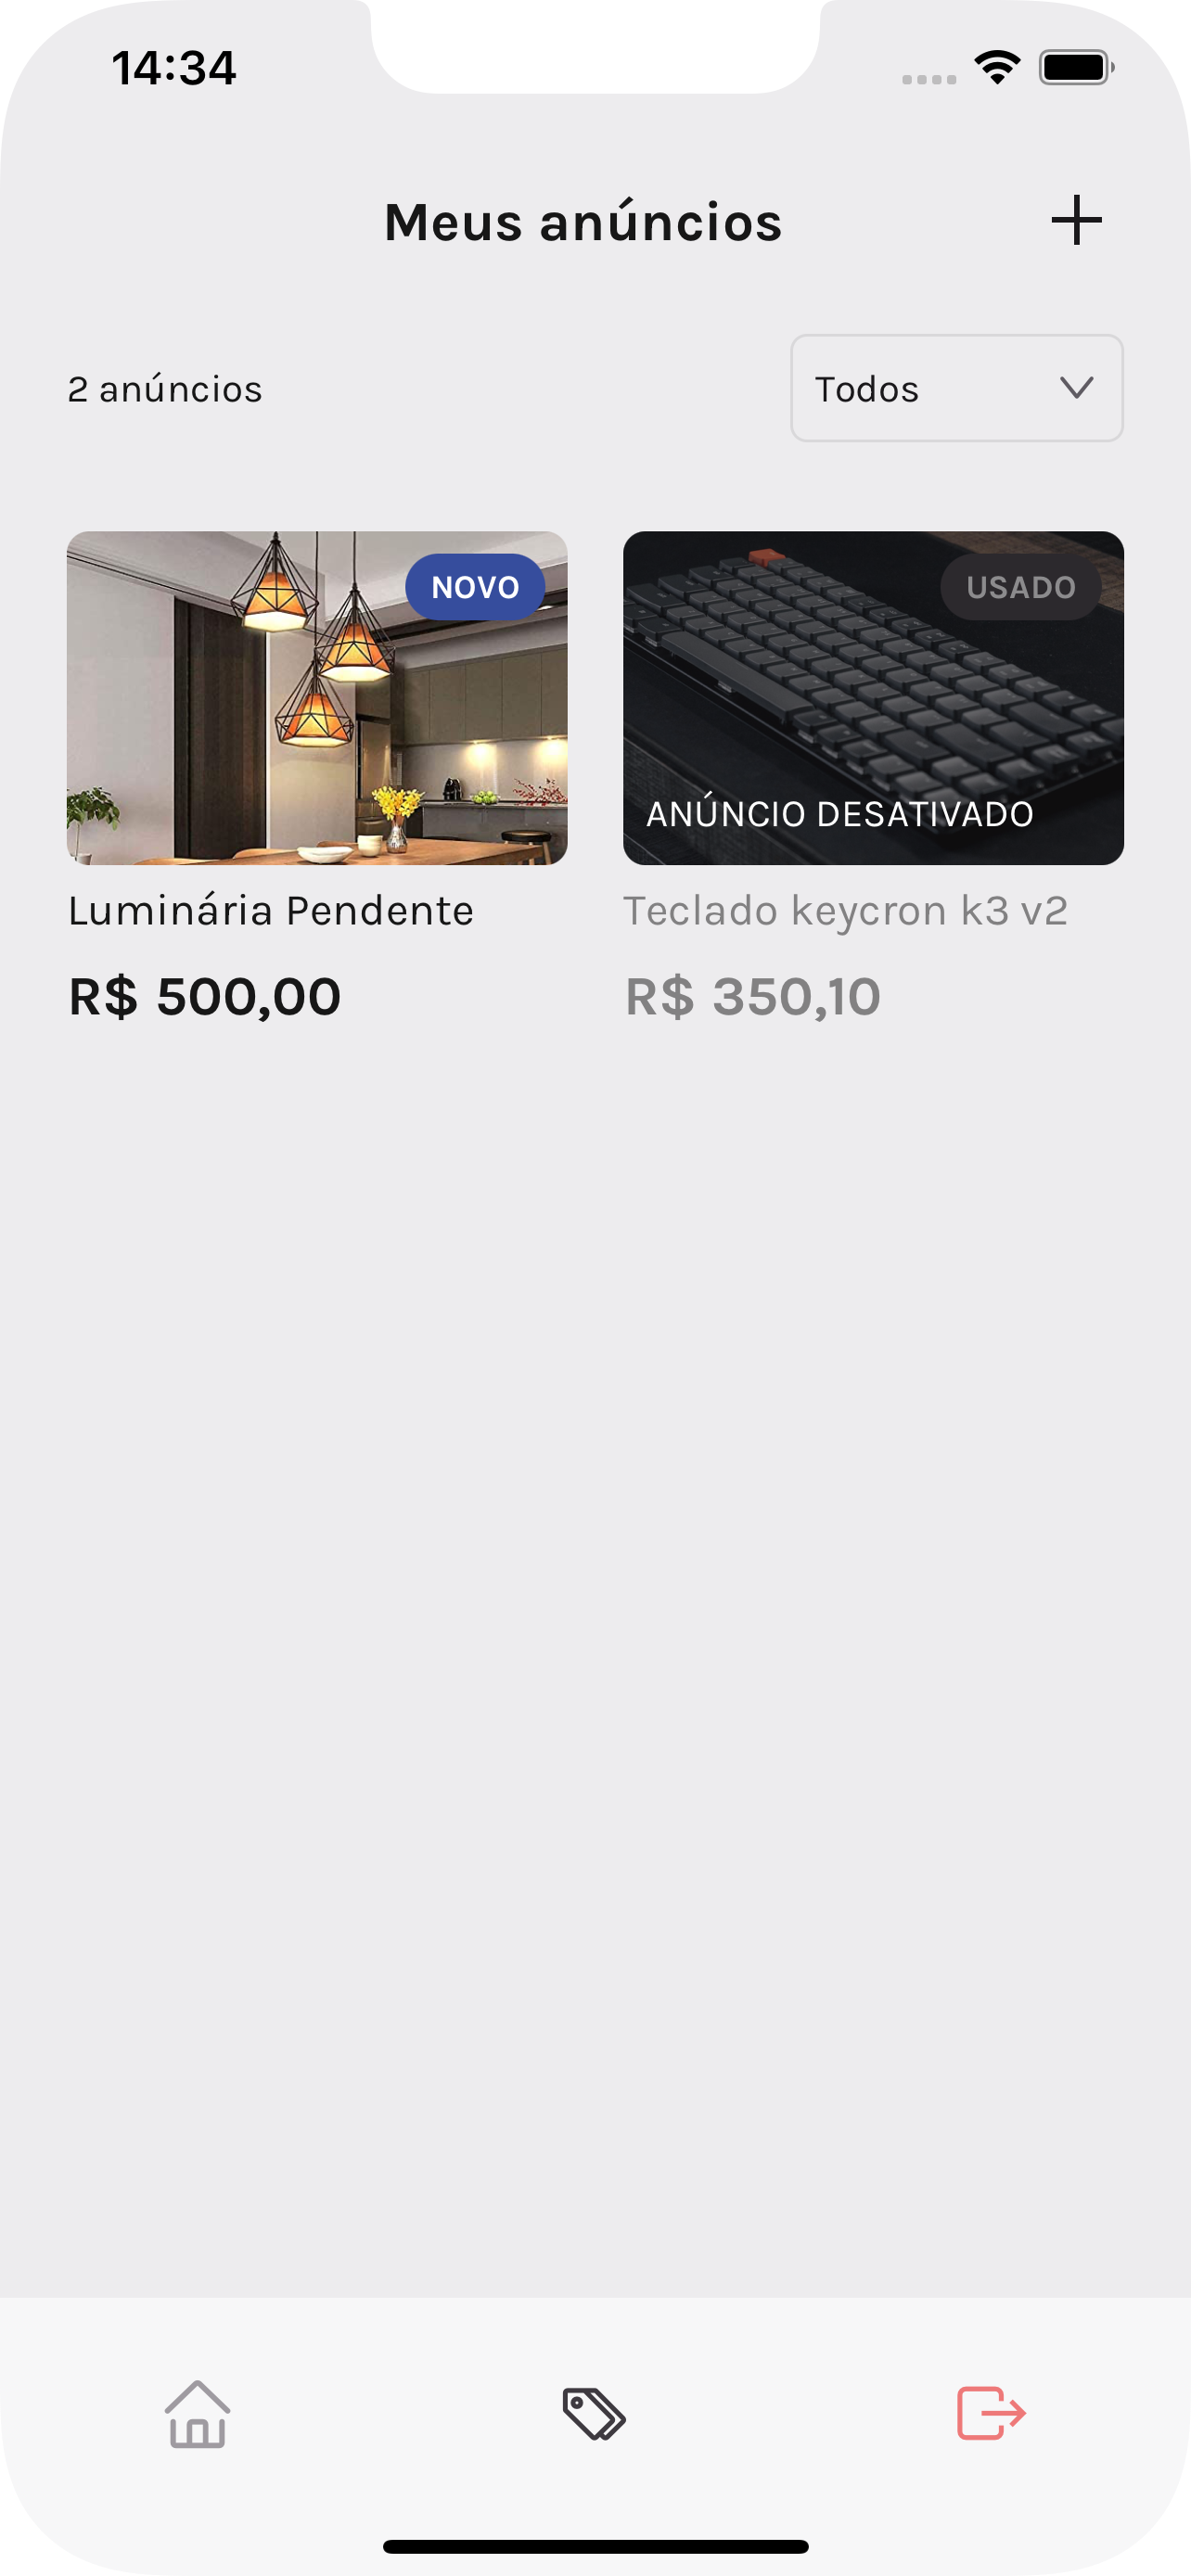 14:34
Meus anúncios
2 anúncios
Todos
NOVO
USADO
ANÚNCIO DESATIVADO
Luminária Pendente
Teclado keycron k3 v2
R$ 500,00
R$ 350,10